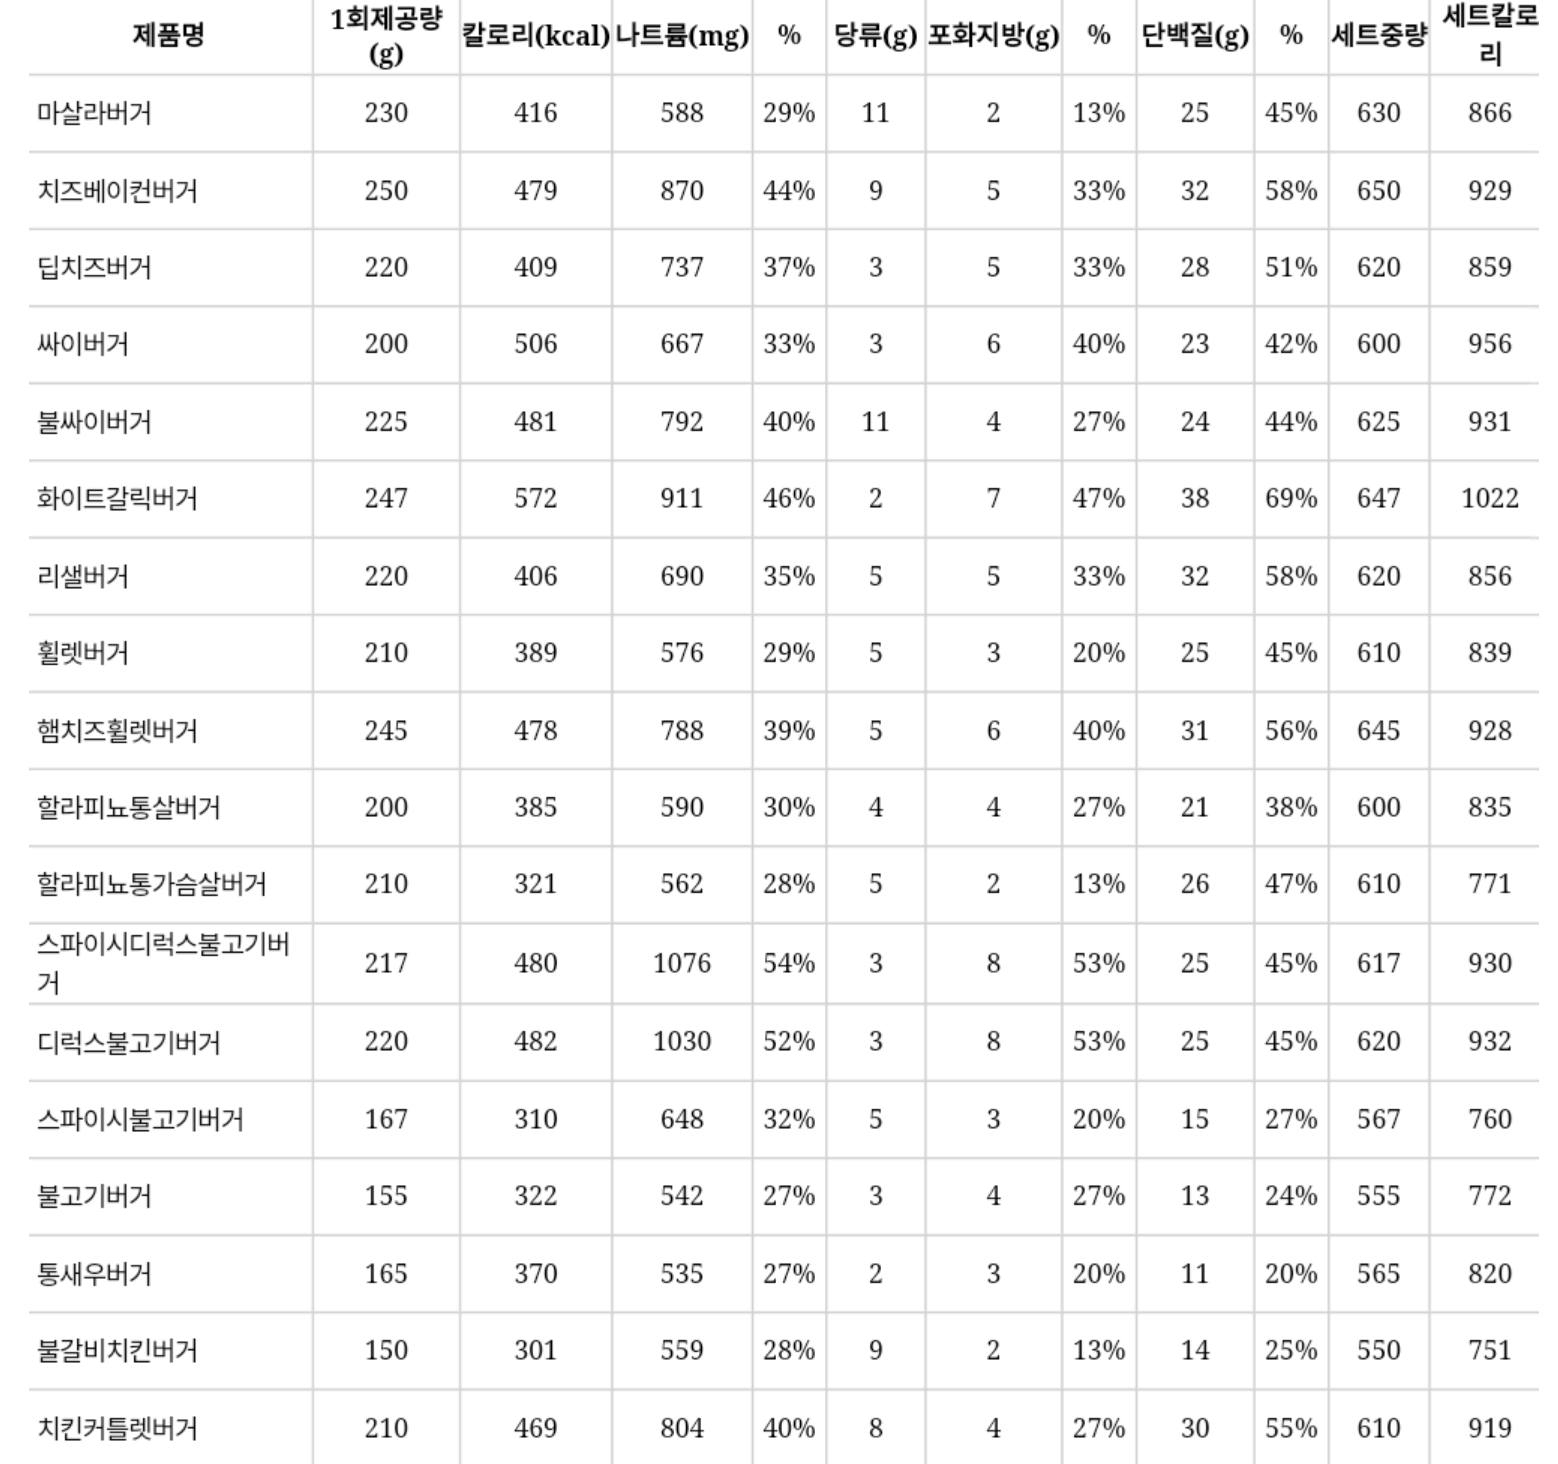 제품명 1회제공량(g) 칼로리(kcal) 나트륨(mg) % 당류(g) 포화지방(g) % 단백질(g) % 세트중량 세트칼로리
마살라버거 230 416 588 29% 11 2 13% 25 45% 630 866
치즈베이컨버거 250 479 870 44% 9 5 33% 32 58% 650 929
딥치즈버거 220 409 737 37% 3 5 33% 28 51% 620 859
싸이버거 200 506 667 33% 3 6 40% 23 42% 600 956
불싸이버거 225 481 792 40% 11 4 27% 24 44% 625 931
화이트갈릭버거 247 572 911 46% 2 7 47% 38 69% 647 1022
리샐버거 220 406 690 35% 5 5 33% 32 58% 620 856
휠렛버거 210 389 576 29% 5 3 20% 25 45% 610 839
햄치즈휠렛버거 245 478 788 39% 5 6 40% 31 56% 645 928
할라피뇨통살버거 200 385 590 30% 4 4 27% 21 38% 600 835
할라피뇨통가슴살버거 210 321 562 28% 5 2 13% 26 47% 610 771
스파이시디럭스불고기버거 217 480 1076 54% 3 8 53% 25 45% 617 930
디럭스불고기버거 220 482 1030 52% 3 8 53% 25 45% 620 932
스파이시불고기버거 167 310 648 32% 5 3 20% 15 27% 567 760
불고기버거 155 322 542 27% 3 4 27% 13 24% 555 772
통새우버거 165 370 535 27% 2 3 20% 11 20% 565 820
불갈비치킨버거 150 301 559 28% 9 2 13% 14 25% 550 751
치킨커틀렛버거 210 469 804 40% 8 4 27% 30 55% 610 919